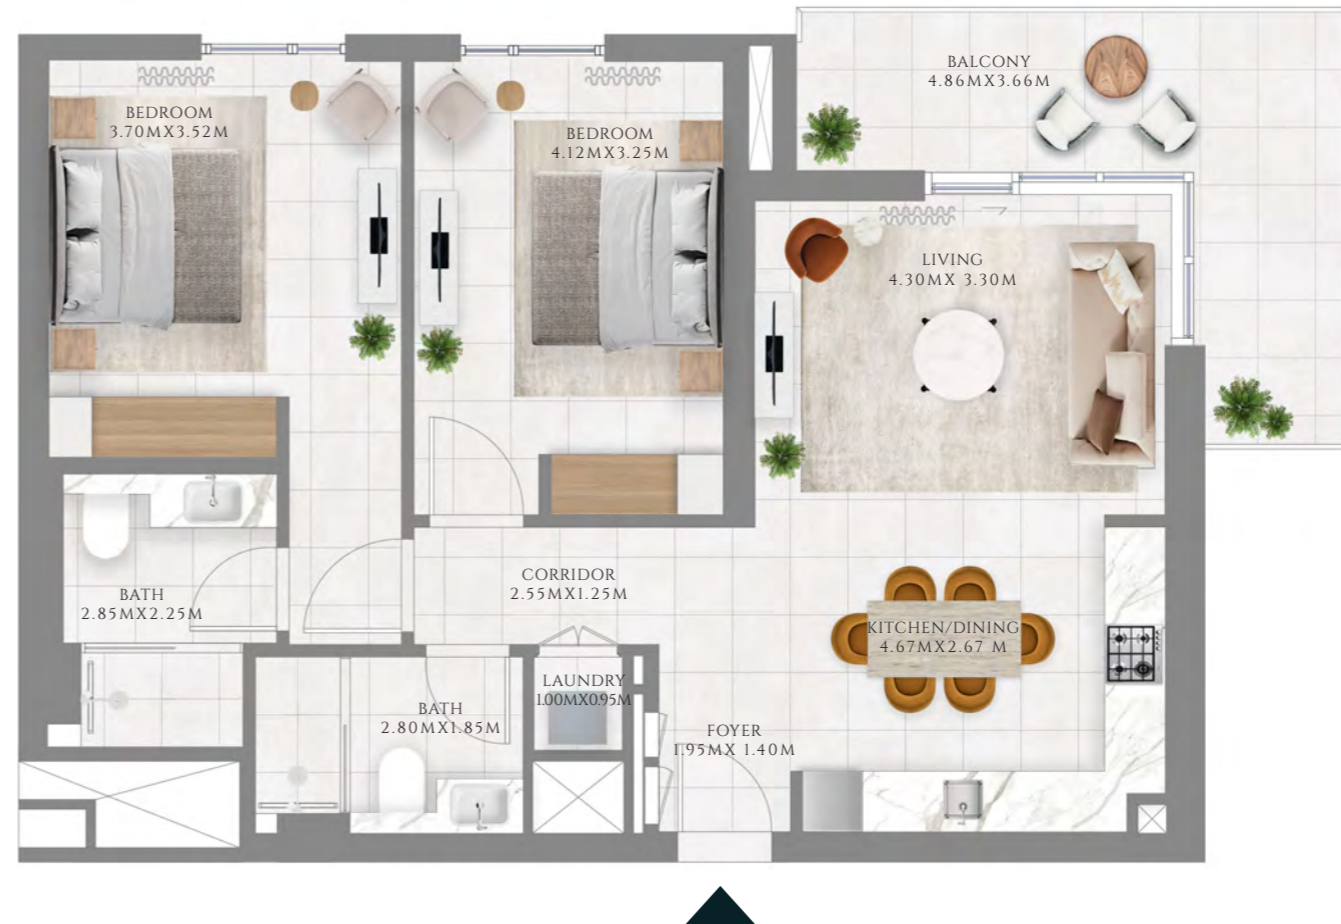 BALCONY
4.86MX3.66M
BEDROOM
3.70MX3.52M
BEDROOM
4.12MX3.25M
LIVING
4.30MX 3.30M
CORRIDOR
2.55MX1.25M
BATH
2.85MX2.25M
KITCHEN/DINING
4.67MX2.67 M
LAUNDRY
1.00MX0.95M
BATH
2.80MX1.85M
FOYER
1.95MX 1.40M